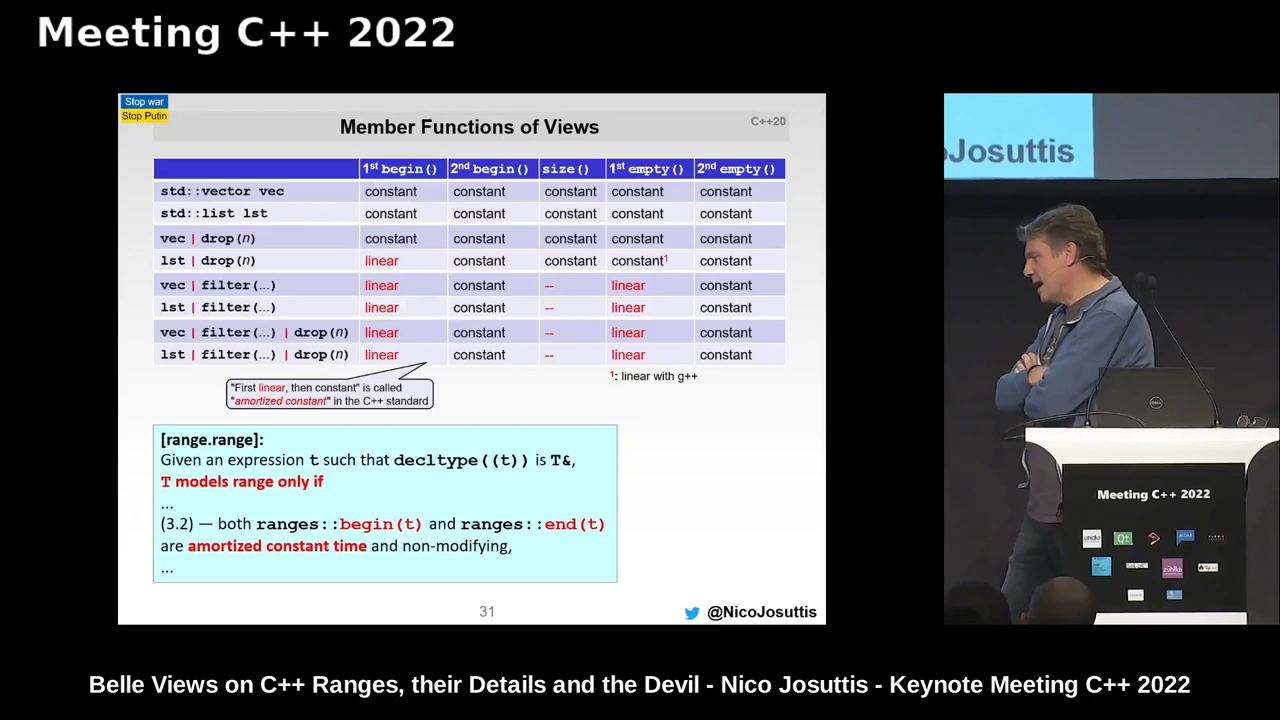 Meeting C++ 2022
Stop war
Stop Putin
Member Functions of Views
C++20
1st begin() 2nd begin() size() 1st empty() 2nd empty()
std::vector vec constant constant constant constant constant
std::list lst constant constant constant constant constant
vec | drop(n) constant constant constant constant constant
lst | drop(n) linear constant constant constant1 constant
vec | filter(...) linear constant -- linear constant
lst | filter(...) linear constant -- linear constant
vec | filter(...) | drop(n) linear constant -- linear constant
lst | filter(...) | drop(n) linear constant -- linear constant
1: linear with g++
"First linear, then constant" is called
"amortized constant" in the C++ standard
[range.range]:
Given an expression t such that decltype((t)) is T&,
T models range only if
...
(3.2) — both ranges::begin(t) and ranges::end(t)
are amortized constant time and non-modifying,
...
31
@NicoJosuttis
Josuttis
DELL
Meeting C++ 2022
undo
Qt
zühlke
Belle Views on C++ Ranges, their Details and the Devil - Nico Josuttis - Keynote Meeting C++ 2022